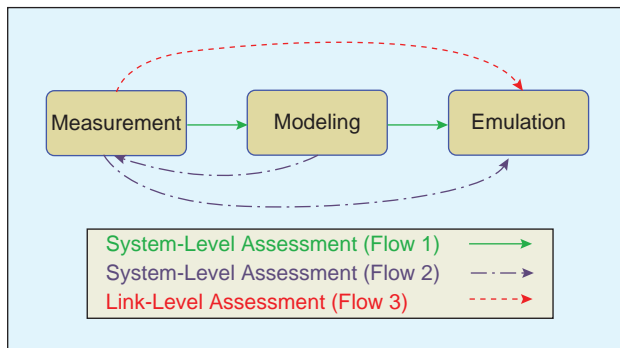 Measurement
Modeling
Emulation
System-Level Assessment (Flow 1)
System-Level Assessment (Flow 2)
Link-Level Assessment (Flow 3)